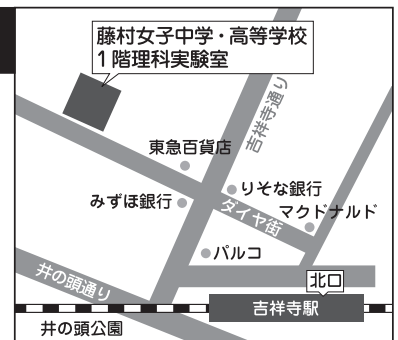 藤村女子中学・高等学校
1階理科実験室
吉祥寺通り
東急百貨店
りそな銀行
みずほ銀行
ダイヤ街
マクドナルド
パルコ
井の頭通り
北口
吉祥寺駅
井の頭公園